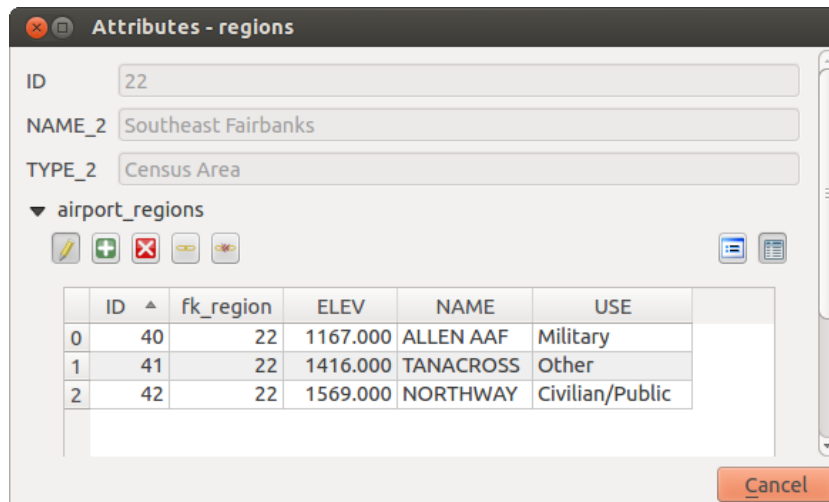 Attributes - regions
ID 22
NAME_2 Southeast Fairbanks
TYPE_2 Census Area
airport_regions
ID fk_region ELEV NAME USE
0 40 22 1167.000 ALLEN AAF Military
1 41 22 1416.000 TANACROSS Other
2 42 22 1569.000 NORTHWAY Civilian/Public
Cancel